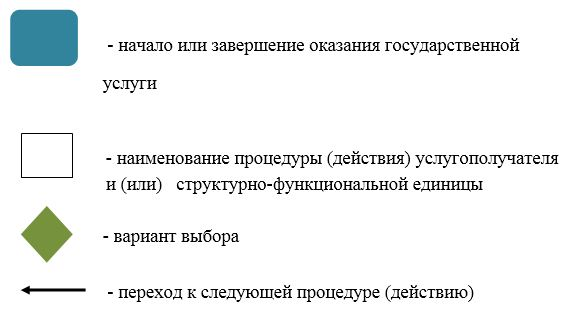 - начало или завершение оказания государственной
услуги
- наименование процедуры (действия) услугополучателя
и (или) структурно-функциональной единицы
- вариант выбора
- переход к следующей процедуре (действию)